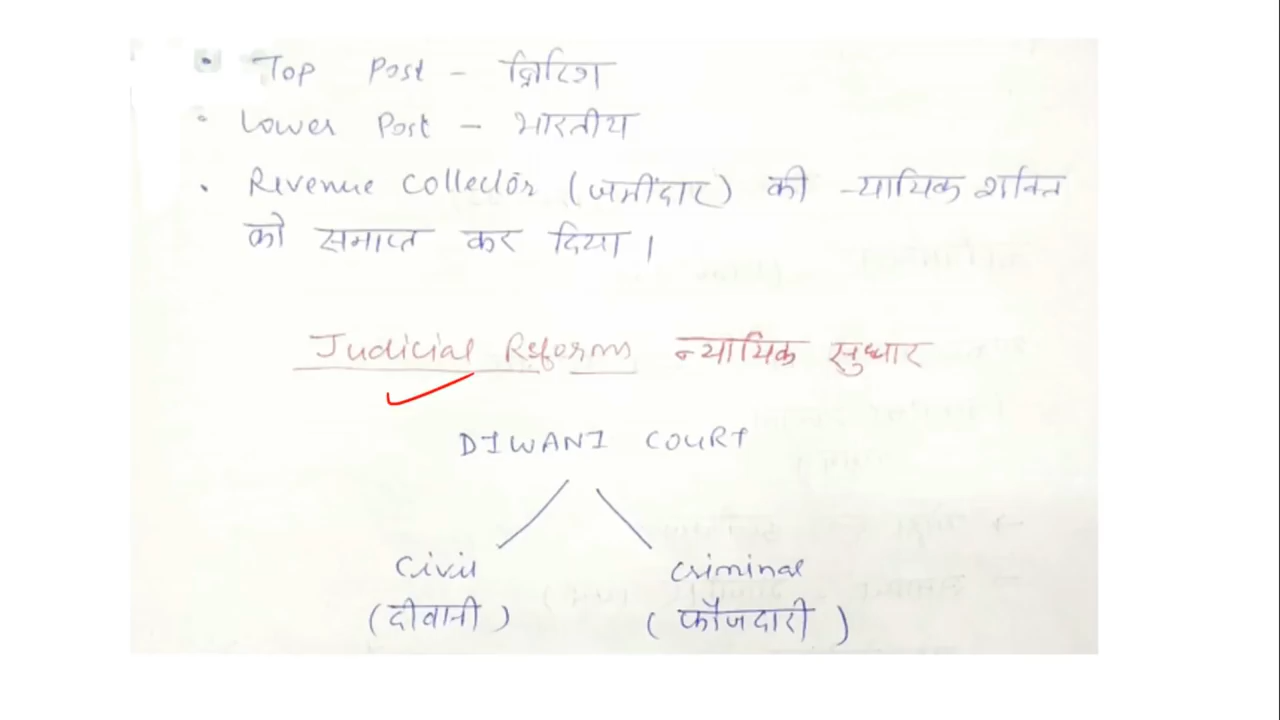 • Top Post - ब्रिटिश
• Lower Post - भारतीय
• Revenue Collector (जमींदार) की न्यायिक शक्ति
को समाप्त कर दिया।
Judicial Reforms न्यायिक सुधार
DIWANI COURT
Civil Criminal
(दीवानी) (फौजदारी)